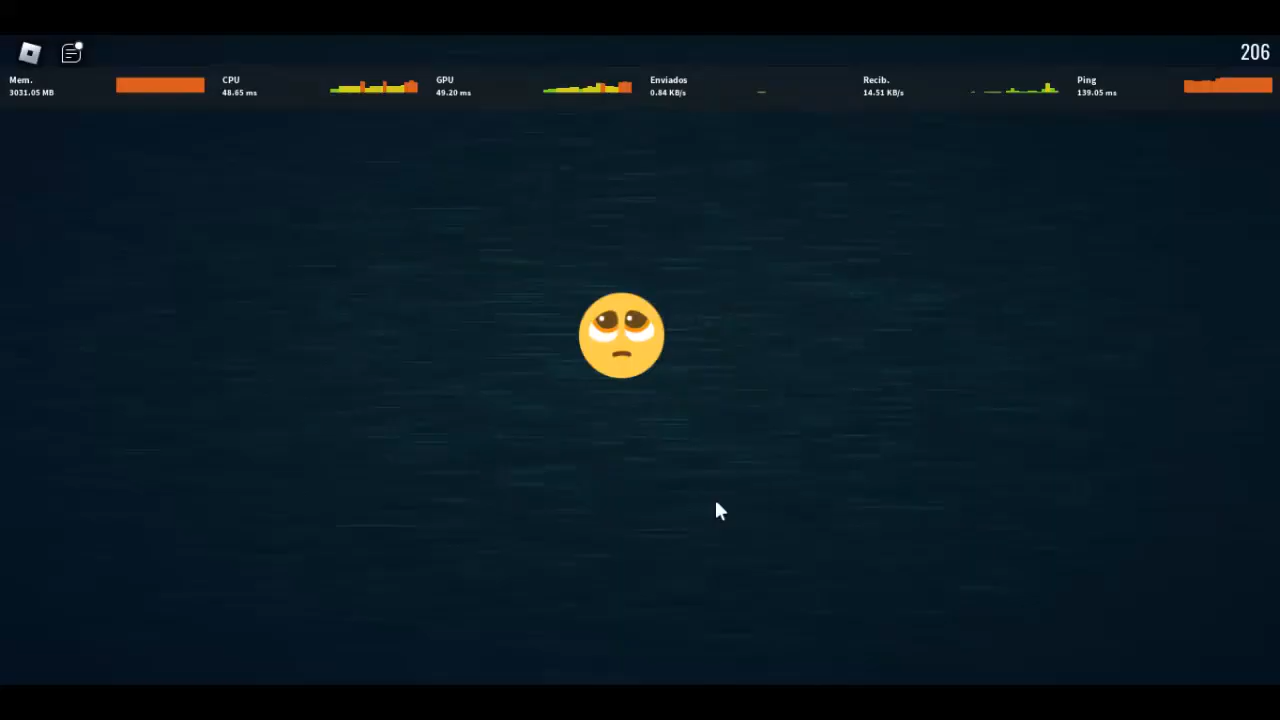 206
Mem.
3031.05 MB
CPU
48.65 ms
GPU
49.20 ms
Enviados
0.84 KB/s
Recib.
14.51 KB/s
Ping
139.05 ms